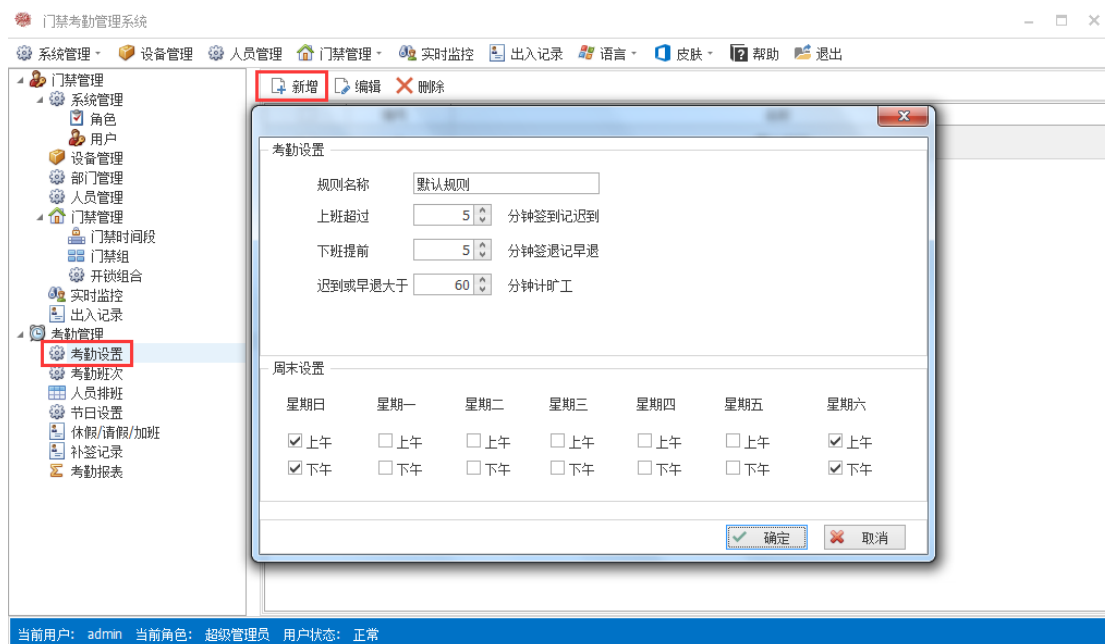 门禁考勤管理系统
系统管理 设备管理 人员管理 门禁管理 实时监控 出入记录 语言 皮肤 帮助 退出
门禁管理
系统管理
角色
用户
设备管理
部门管理
人员管理
门禁管理
门禁时间段
门禁组
开锁组合
实时监控
出入记录
考勤管理
考勤设置
考勤班次
人员排班
节日设置
休假/请假/加班
补签记录
考勤报表
新增 编辑 删除
考勤设置
规则名称 默认规则
上班超过 5 分钟签到记迟到
下班提前 5 分钟签退记早退
迟到或早退大于 60 分钟计旷工
周末设置
星期日 星期一 星期二 星期三 星期四 星期五 星期六
上午 上午 上午 上午 上午 上午 上午
下午 下午 下午 下午 下午 下午 下午
确定 取消
当前用户: admin 当前角色: 超级管理员 用户状态: 正常